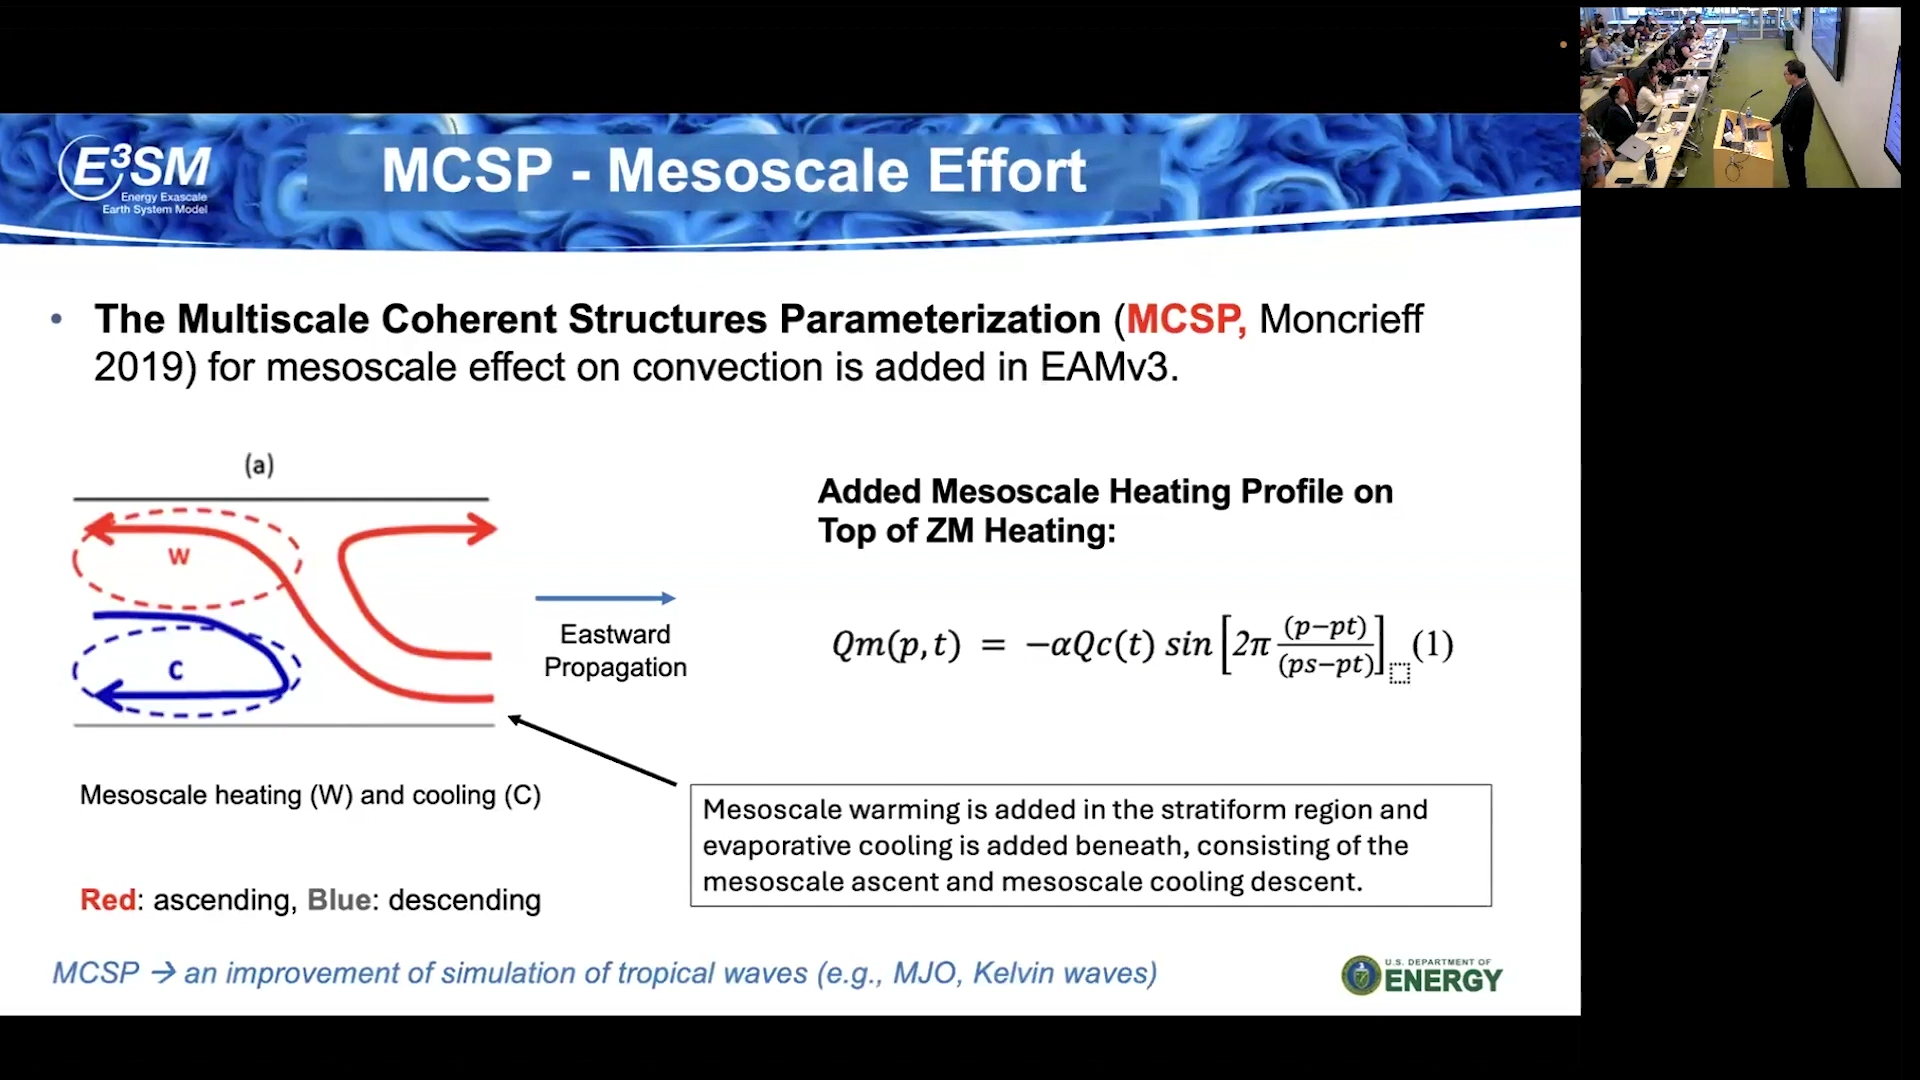 E³SM
Energy Exascale
Earth System Model
MCSP - Mesoscale Effort
• The Multiscale Coherent Structures Parameterization (MCSP, Moncrieff
2019) for mesoscale effect on convection is added in EAMv3.
(a)
W
C
Eastward
Propagation
Added Mesoscale Heating Profile on
Top of ZM Heating:
Qm(p,t) = −αQc(t) sin [2π (p−pt)/(ps−pt)] (1)
Mesoscale heating (W) and cooling (C)
Mesoscale warming is added in the stratiform region and
evaporative cooling is added beneath, consisting of the
mesoscale ascent and mesoscale cooling descent.
Red: ascending, Blue: descending
MCSP → an improvement of simulation of tropical waves (e.g., MJO, Kelvin waves)
U.S. DEPARTMENT OF
ENERGY